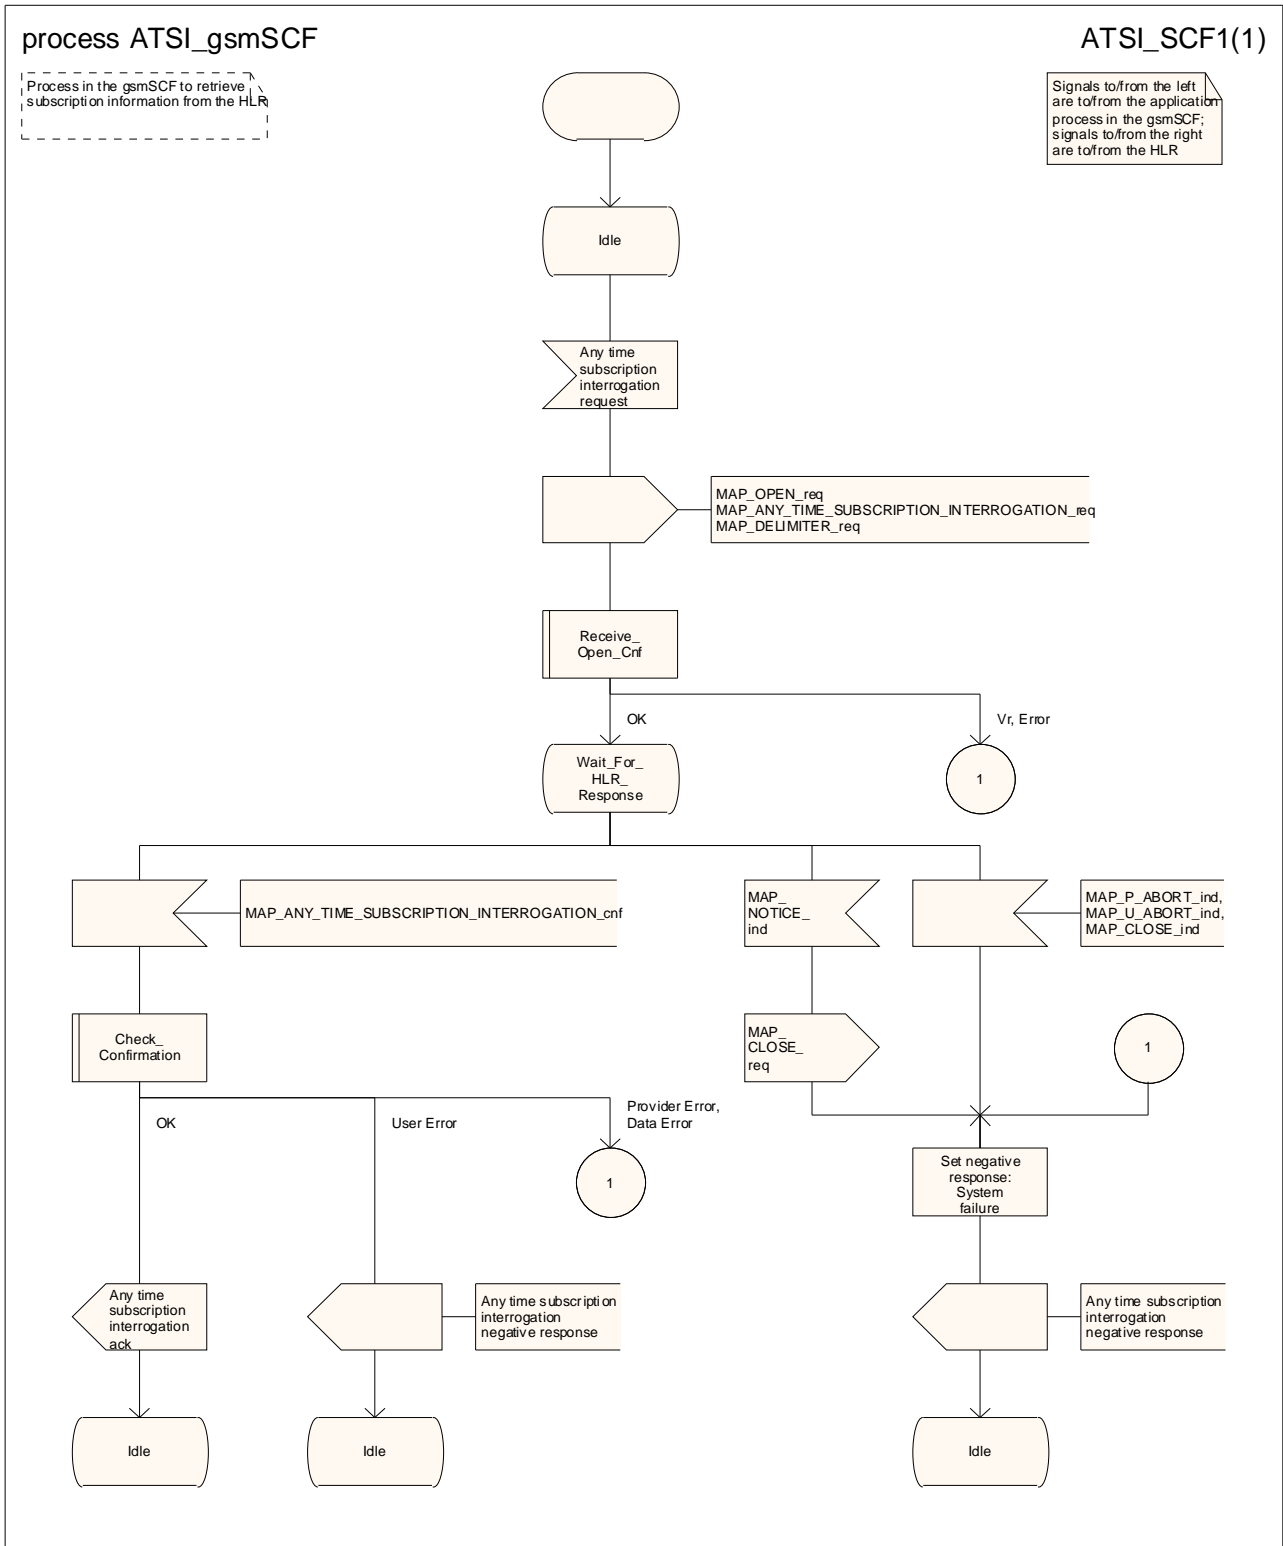 process ATSI_gsmSCF
ATSI_SCF1(1)
Process in the gsmSCF to retrieve
subscription information from the HLR
Signals to/from the left
are to/from the application
process in the gsmSCF;
signals to/from the right
are to/from the HLR
Idle
Any time
subscription
interrogation
request
MAP_OPEN_req
MAP_ANY_TIME_SUBSCRIPTION_INTERROGATION_req
MAP_DELIMITER_req
Receive_
Open_Cnf
OK
Vr, Error
Wait_For_
HLR_
Response
1
MAP_ANY_TIME_SUBSCRIPTION_INTERROGATION_cnf
MAP_
NOTICE_
ind
MAP_P_ABORT_ind,
MAP_U_ABORT_ind,
MAP_CLOSE_ind
Check_
Confirmation
MAP_
CLOSE_
req
1
OK
User Error
Provider Error,
Data Error
1
Set negative
response:
System
failure
Any time
subscription
interrogation
ack
Any time subscription
interrogation
negative response
Any time subscription
interrogation
negative response
Idle
Idle
Idle